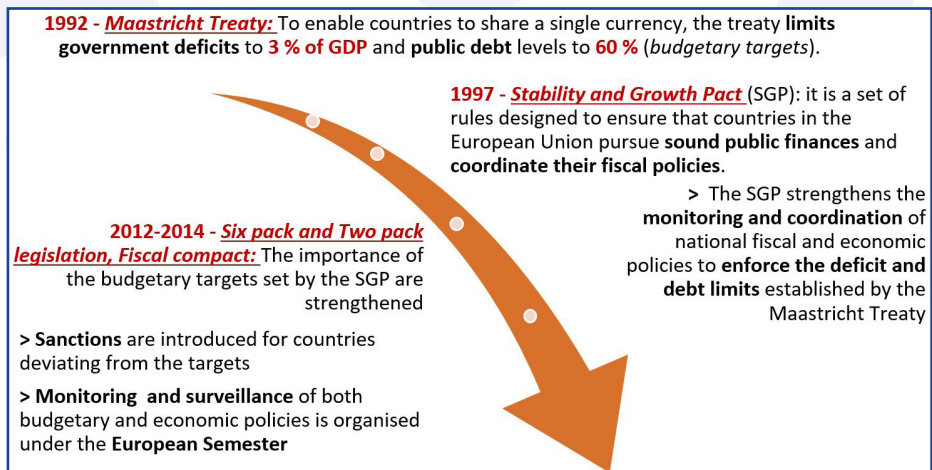 1992 - Maastricht Treaty: To enable countries to share a single currency, the treaty limits
government deficits to 3 % of GDP and public debt levels to 60 % (budgetary targets).
1997 - Stability and Growth Pact (SGP): it is a set of
rules designed to ensure that countries in the
European Union pursue sound public finances and
coordinate their fiscal policies.
> The SGP strengthens the
monitoring and coordination of
national fiscal and economic
policies to enforce the deficit and
debt limits established by the
Maastricht Treaty
2012-2014 - Six pack and Two pack
legislation, Fiscal compact: The importance of
the budgetary targets set by the SGP are
strengthened
> Sanctions are introduced for countries
deviating from the targets
> Monitoring and surveillance of both
budgetary and economic policies is organised
under the European Semester